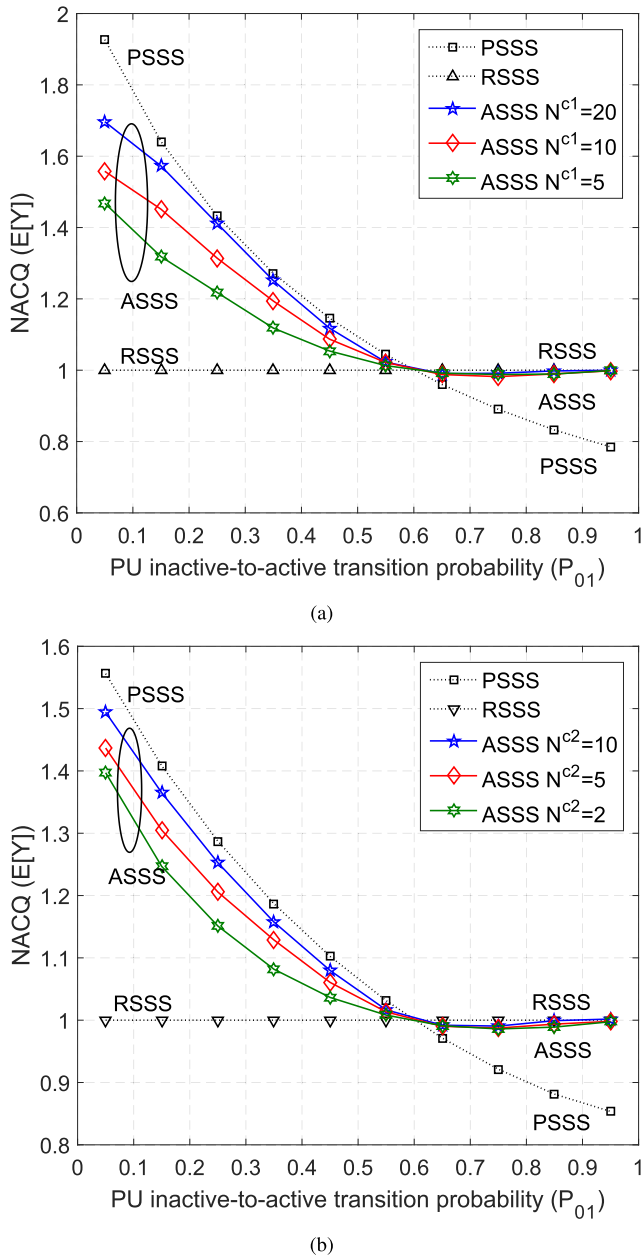 2
1.8
1.6
1.4
1.2
1
0.8
0.6
NACQ (E[Y])
PSSS
ASSS
RSSS
RSSS
ASSS
PSSS
PSSS
RSSS
ASSS N^c1=20
ASSS N^c1=10
ASSS N^c1=5
0 0.1 0.2 0.3 0.4 0.5 0.6 0.7 0.8 0.9 1
PU inactive-to-active transition probability (P_01)
(a)
1.6
1.5
1.4
1.3
1.2
1.1
1
0.9
0.8
NACQ (E[Y])
PSSS
ASSS
RSSS
RSSS
ASSS
PSSS
PSSS
RSSS
ASSS N^c2=10
ASSS N^c2=5
ASSS N^c2=2
0 0.1 0.2 0.3 0.4 0.5 0.6 0.7 0.8 0.9 1
PU inactive-to-active transition probability (P_01)
(b)